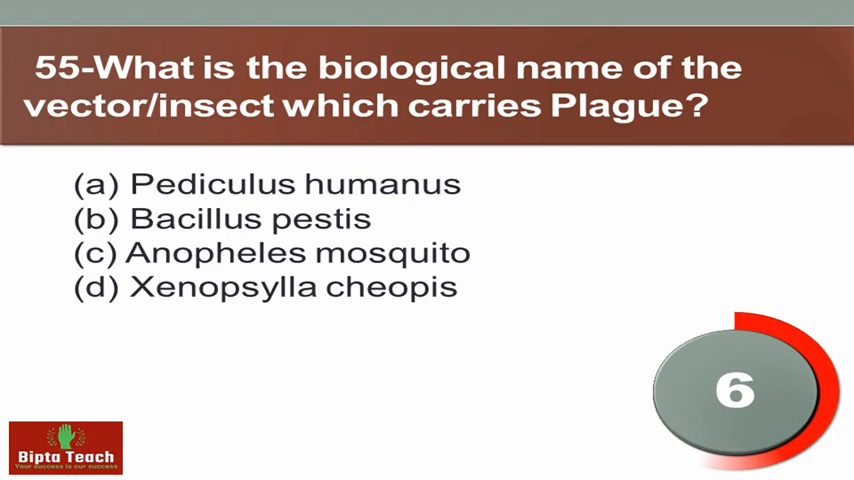 55-What is the biological name of the
vector/insect which carries Plague?
(a) Pediculus humanus
(b) Bacillus pestis
(c) Anopheles mosquito
(d) Xenopsylla cheopis
6
Bipta Teach
Your success is our success